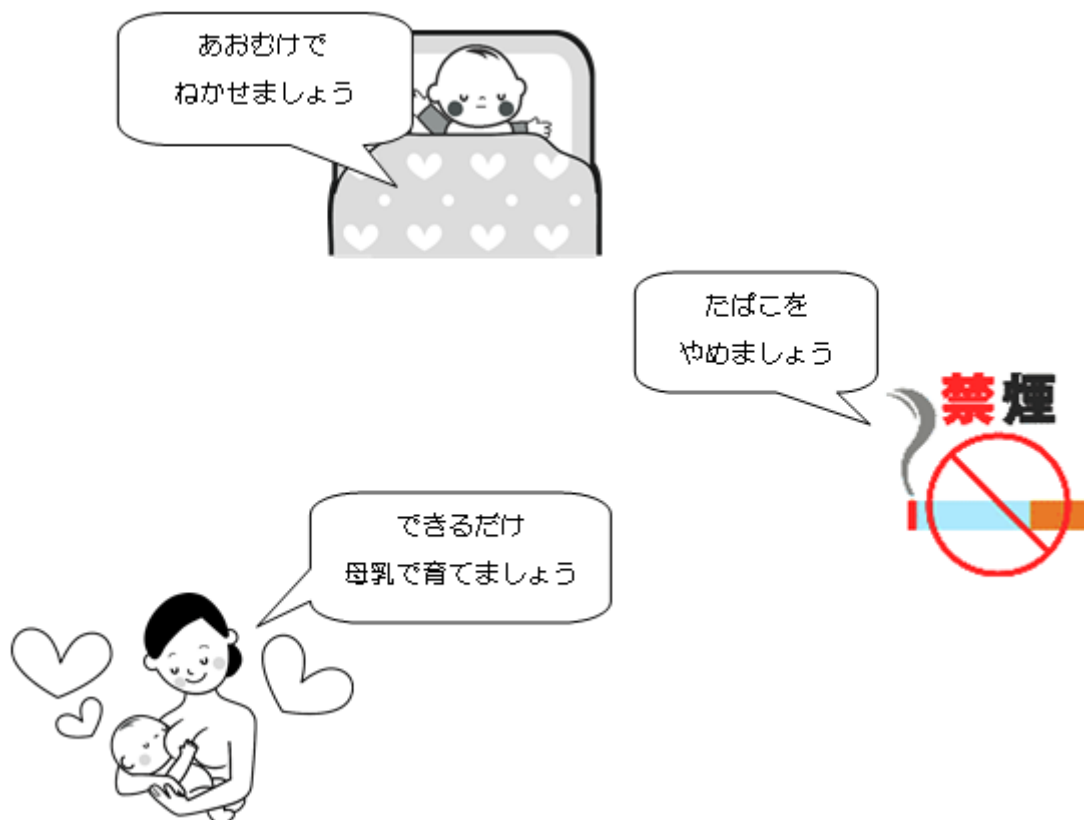 あおむけで
ねかせましょう
たばこを
やめましょう
禁煙
できるだけ
母乳で育てましょう